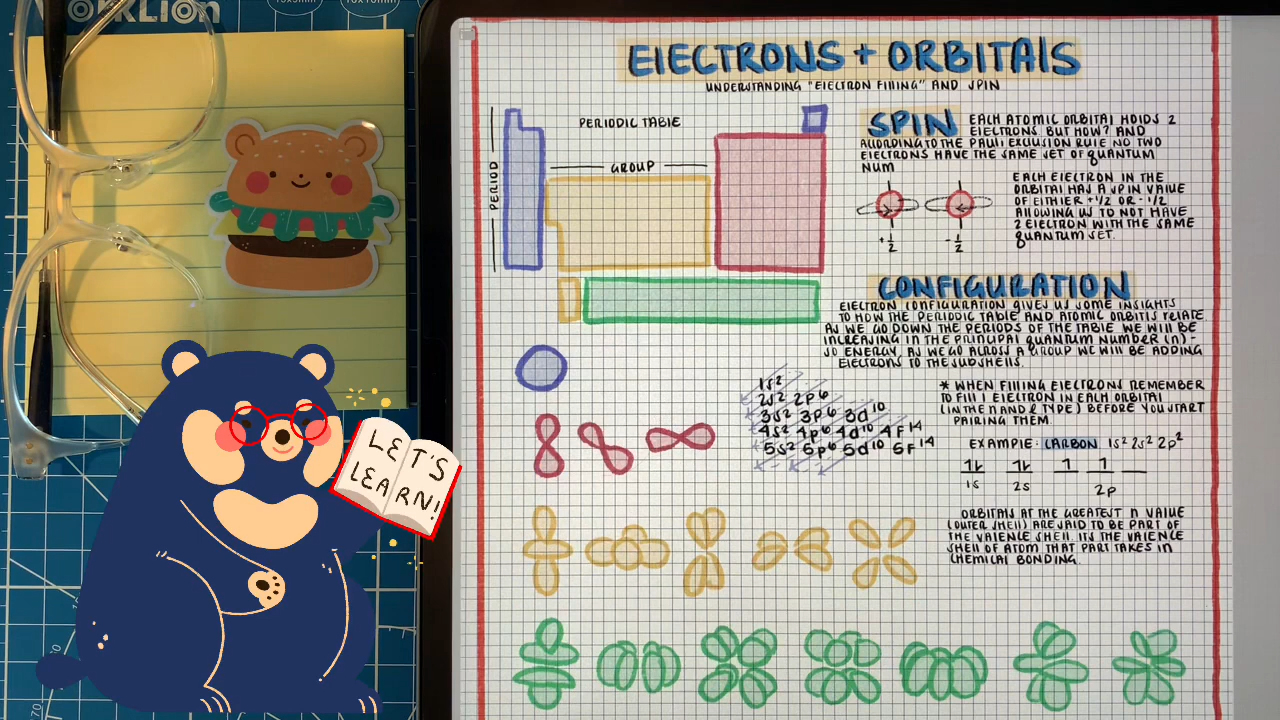 WORKLION
ELECTRONS + ORBITALS
UNDERSTANDING "ELECTRON FILLING" AND SPIN
PERIODIC TABLE
GROUP
PERIOD
SPIN
EACH ATOMIC ORBITAL HOLDS 2
ELECTRONS. BUT HOW? AND
ACCORDING TO THE PAULI EXCLUSION RULE NO TWO
ELECTRONS HAVE THE SAME SET OF QUANTUM
NUM
EACH ELECTRON IN THE
ORBITAL HAS A SPIN VALUE
OF EITHIER +1/2 OR -1/2
ALLOWING US TO NOT HAVE
2 ELECTRON WITH THE SAME
QUANTUM SET.
+1/2
-1/2
CONFIGURATION
ELECTRON CONFIGURATION GIVES US SOME INSIGHTS
TO HOW THE PERIODIC TABLE AND ATOMIC ORBITLS RELATE.
AS WE GO DOWN THE PERIODS OF THE TABLE WE WILL BE
INCREASING IN THE PRINCIPAL QUANTUM NUMBER (n) -
SO ENERGY, AS WE GO ACROSS A GROUP WE WILL BE ADDING
ELECTRONS TO THE SUBSHELLS.
1s²
2s² 2p⁶
3s² 3p⁶ 3d¹⁰
4s² 4p⁶ 4d¹⁰ 4F¹⁴
5s² 5p⁶ 5d¹⁰ 5F¹⁴
* WHEN FILLING ELECTRONS REMEMBER
TO FILL 1 ELECTRON IN EACH ORBITAL
(IN THE n AND ℓ TYPE) BEFORE YOU START
PAIRING THEM.
EXAMPLE: CARBON 1s² 2s² 2p²
1s
2s
2p
ORBITALS AT THE GREATEST n VALUE
(OUTER SHELL) ARE SAID TO BE PART OF
THE VALENCE SHELL. ITS THE VALENCE
SHELL OF ATOM THAT PARTAKES IN
CHEMICAL BONDING.
LET'S
LEARN!
70